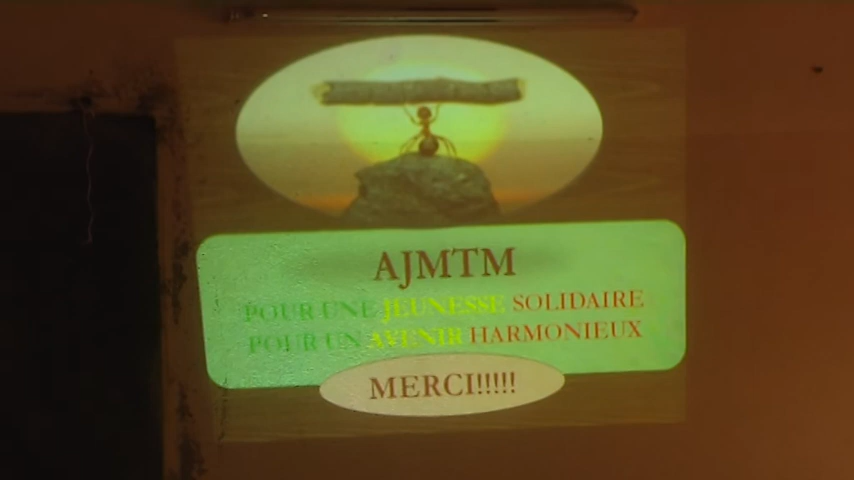 AJMTM
POUR UNE JEUNESSE SOLIDAIRE
POUR UN AVENIR HARMONIEUX
MERCI!!!!!